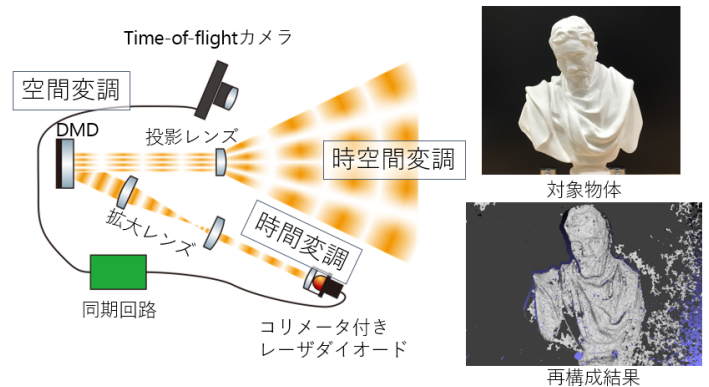 Time-of-flightカメラ
空間変調
DMD
投影レンズ
時空間変調
対象物体
拡大レンズ
時間変調
同期回路
コリメータ付き
レーザダイオード
再構成結果